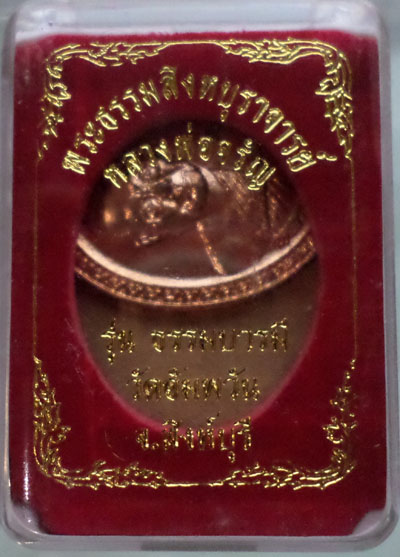 พระธรรมสิงหบุราจารย์
หลวงพ่อจรัญ
รุ่น ธรรมบารมี
วัดอัมพวัน
จ.สิงห์บุรี